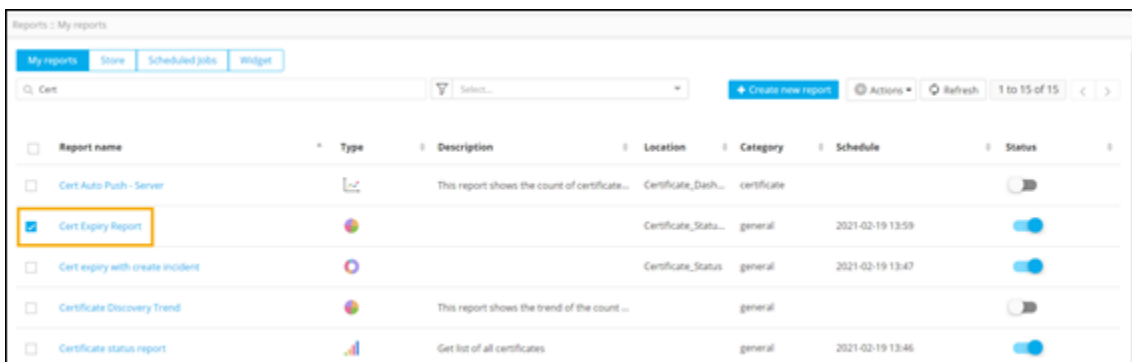 Reports :: My reports
My reports Store Scheduled Jobs Widget
Cert Select... + Create new report Actions Refresh 1 to 15 of 15 < >
Report name Type Description Location Category Schedule Status
Cert Auto Push - Server This report shows the count of certificate... Certificate_Dash... certificate
Cert Expiry Report Certificate_Statu... general 2021-02-19 13:59
Cert expiry with create incident Certificate_Status general 2021-02-19 13:47
Certificate Discovery Trend This report shows the trend of the count ... general
Certificate status report Get list of all certificates general 2021-02-19 13:46